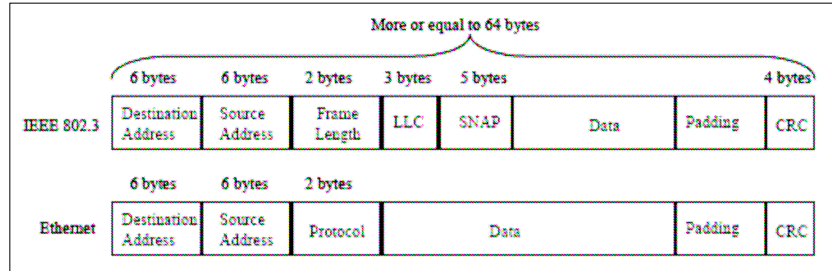 More or equal to 64 bytes
6 bytes 6 bytes 2 bytes 3 bytes 5 bytes 4 bytes
IEEE 802.3 Destination Address Source Address Frame Length LLC SNAP Data Padding CRC
6 bytes 6 bytes 2 bytes
Ethernet Destination Address Source Address Protocol Data Padding CRC